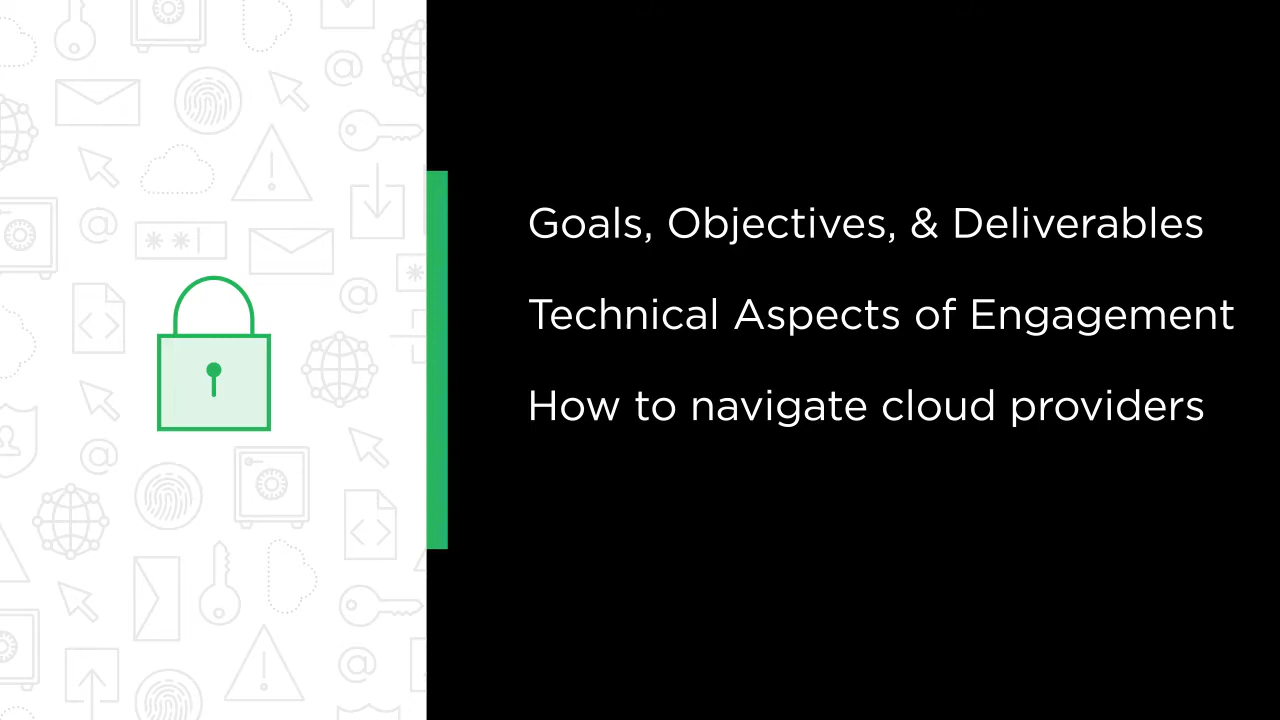 Goals, Objectives, & Deliverables
Technical Aspects of Engagement
How to navigate cloud providers